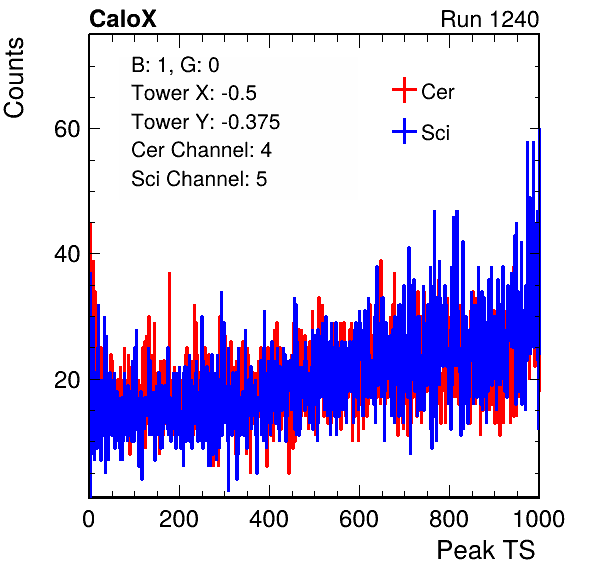 CaloX Run 1240
Counts
B: 1, G: 0
Tower X: -0.5
Tower Y: -0.375
Cer Channel: 4
Sci Channel: 5
Cer
Sci
60
40
20
0 200 400 600 800 1000
Peak TS